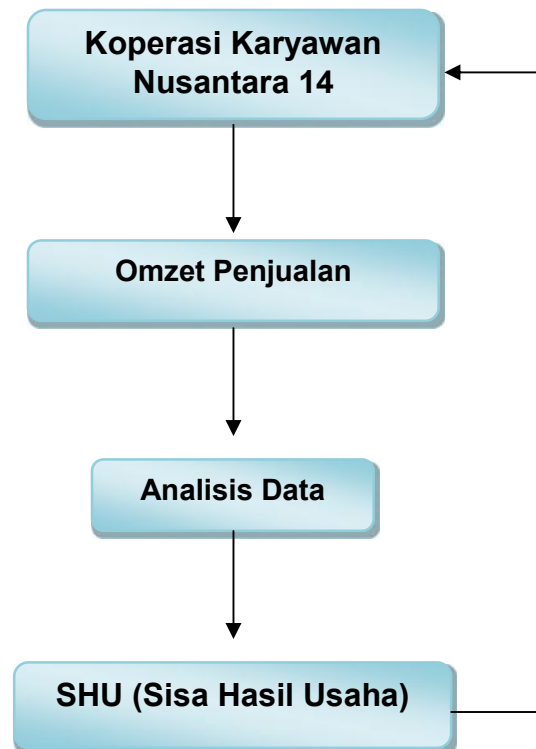 Koperasi Karyawan
Nusantara 14
Omzet Penjualan
Analisis Data
SHU (Sisa Hasil Usaha)